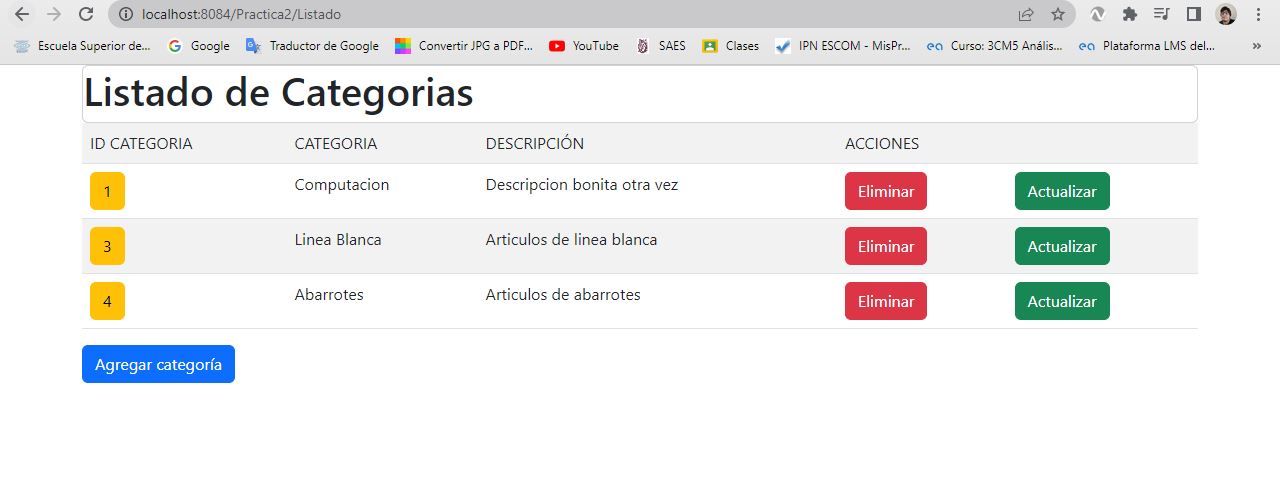 localhost:8084/Practica2/Listado
Escuela Superior de... Google Traductor de Google Convertir JPG a PDF... YouTube SAES Clases IPN ESCOM - MisPr... Curso: 3CM5 Anális... Plataforma LMS del... »
Listado de Categorias
ID CATEGORIA CATEGORIA DESCRIPCIÓN ACCIONES
1 Computacion Descripcion bonita otra vez Eliminar Actualizar
3 Linea Blanca Articulos de linea blanca Eliminar Actualizar
4 Abarrotes Articulos de abarrotes Eliminar Actualizar
Agregar categoría